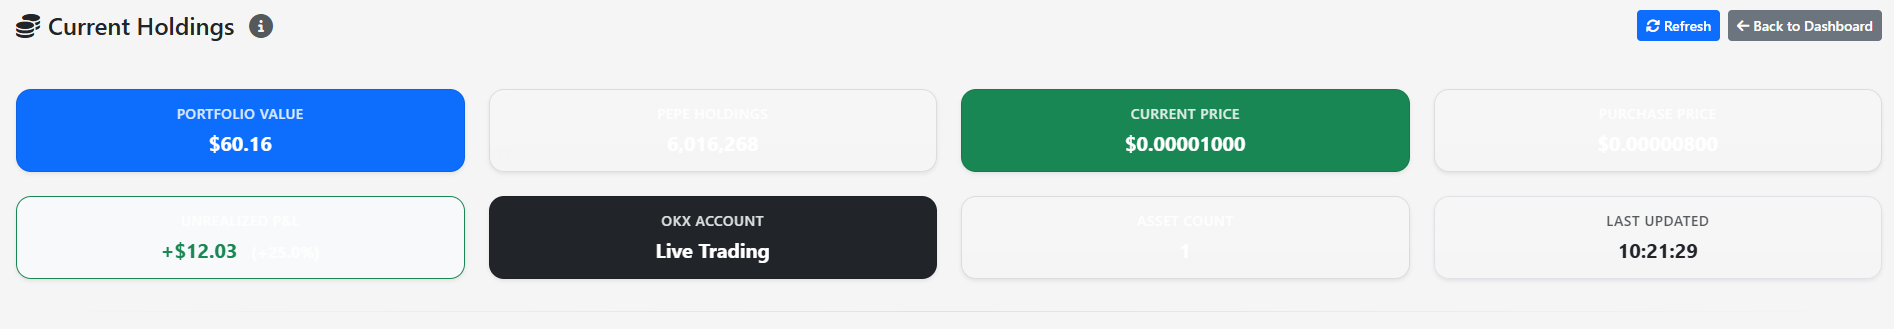 Current Holdings
Refresh
Back to Dashboard
PORTFOLIO VALUE
$60.16
PEPE HOLDINGS
6,016,268
CURRENT PRICE
$0.00001000
PURCHASE PRICE
$0.00000800
UNREALIZED P&L
+$12.03 (+25.0%)
OKX ACCOUNT
Live Trading
ASSET COUNT
1
LAST UPDATED
10:21:29